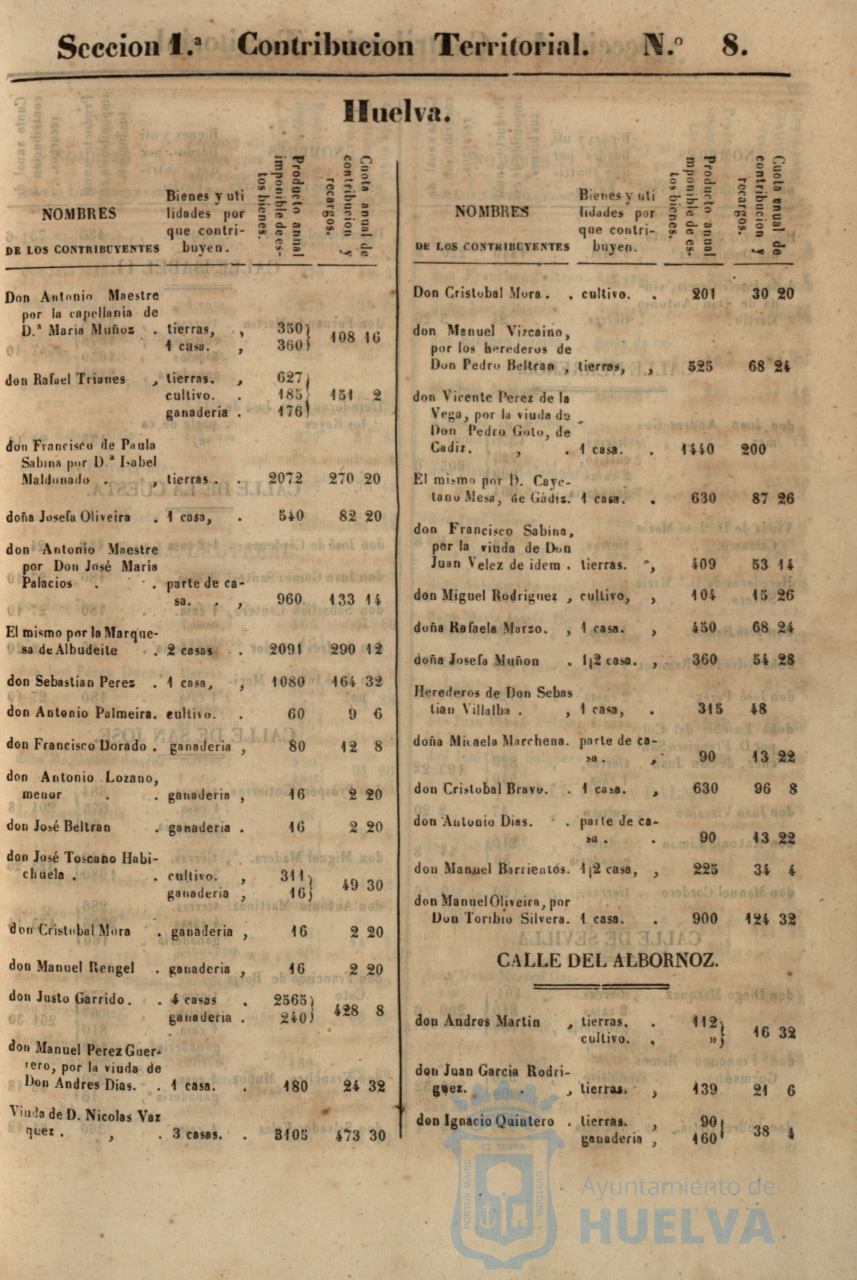 Seccion 1.ª Contribucion Territorial. N.º 8.
Huelva.
NOMBRES
DE LOS CONTRIBUYENTES
Bienes y uti
lidades por
que contri-
buyen.
Producto anual
imponible de es-
tos bienes.
Cuota anual de
contribucion y
recargos.
Don Antonio Maestre
por la capellania de
D.ª Maria Muñoz . tierras, , 350
1 casa. , 360 108 16
don Rafael Trianes , tierras. , 627
cultivo. . 185 151 2
ganaderia . 176
don Francisco de Paula
Sabina por D.ª Isabel
Maldonado . , tierras . . 2072 270 20
doña Josefa Oliveira . 1 casa, . 540 82 20
don Antonio Maestre
por Don José Maria
Palacios . . parte de ca-
sa. . , 960 133 14
El mismo por la Marque-
sa de Albudeite . 2 casas . 2091 290 12
don Sebastian Perez . 1 casa, , 1080 164 32
don Antonio Palmeira. cultivo. . 60 9 6
don Francisco Dorado . ganaderia , 80 12 8
don Antonio Lozano,
menor . . ganaderia , 16 2 20
don José Beltran . ganaderia . 16 2 20
don José Toscano Habi-
chuela . . cultivo. , 311
ganaderia , 16 49 30
don Cristobal Mora . ganaderia , 16 2 20
don Manuel Rengel . ganaderia , 16 2 20
don Justo Garrido. . 4 casas . 2565
ganaderia . 240 428 8
don Manuel Perez Guer-
rero, por la viuda de
Don Andres Dias. . 1 casa. . 180 24 32
Viuda de D. Nicolas Vaz
quez . , . 3 casas. . 3105 473 30
NOMBRES
DE LOS CONTRIBUYENTES
Bienes y uti
lidades por
que contri-
buyen.
Producto anual
mponible de es-
tos bienes.
Cuota anual de
contribucion y
recargos.
Don Cristobal Mora . . cultivo. . 201 30 20
don Manuel Vizcaino,
por los herederos de
Don Pedro Beltran , tierras, , 525 68 24
don Vicente Perez de la
Vega, por la viuda de
Don Pedro Goto, de
Cadiz. , . 1 casa. . 1440 200
El mismo por D. Caye-
tano Mesa, de Gádiz. 1 casa. . 630 87 26
don Francisco Sabina,
por la viuda de Don
Juan Velez de idem . tierras. , 409 53 14
don Miguel Rodriguez , cultivo, , 104 15 26
doña Rafaela Marzo. , 1 casa. , 450 68 24
doña Josefa Muñon . 1|2 casa. , 360 54 28
Herederos de Don Sebas
tian Villalba . , 1 casa, . 315 48
doña Micaela Marchena. parte de ca-
sa . , 90 13 22
don Cristobal Bravo. . 1 casa. , 630 96 8
don Antonio Dias. . parte de ca-
sa . . 90 13 22
don Manuel Barrientos. 1|2 casa, , 225 34 4
don Manuel Oliveira, por
Don Toribio Silvera. 1 casa. . 900 124 32
CALLE DEL ALBORNOZ.
don Andres Martin , tierras. . 112
cultivo. , » 16 32
don Juan Garcia Rodri-
guez. . , tierras. , 139 21 6
don Ignacio Quintero . tierras. , 90
ganaderia , 160 38 4
PORTUS MARIS ET TERRÆ CUSTODIA
Ayuntamiento de
HUELVA